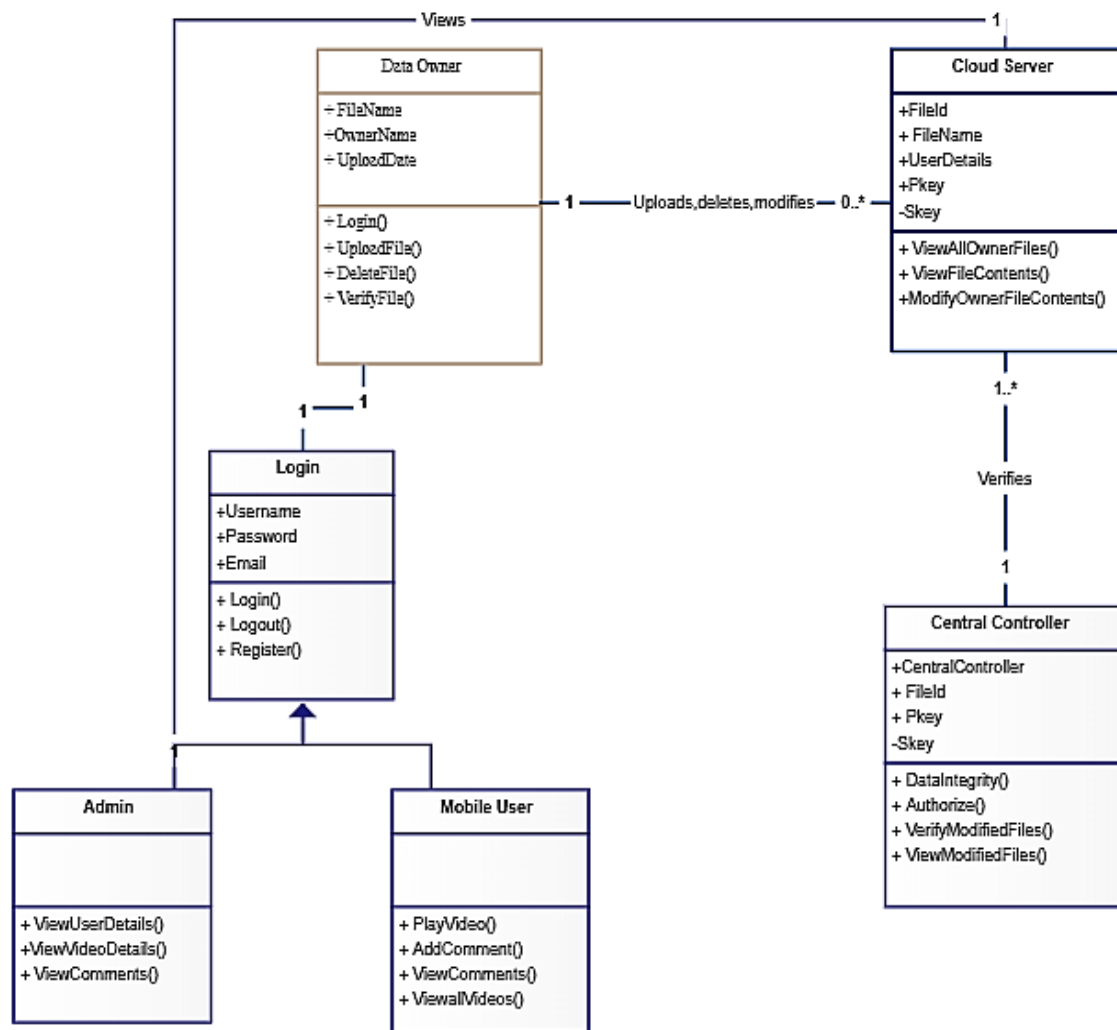 Views
1
Data Owner
+FileName
+OwnerName
+ UploadDate
+ Login()
+ UploadFile()
+ DeleteFile()
+ VerifyFile()
Cloud Server
+FileId
+ FileName
+UserDetails
+Pkey
-Skey
+ ViewAllOwnerFiles()
+ ViewFileContents()
+ModifyOwnerFileContents()
1
Uploads,deletes,modifies
0..*
1
1
1..*
Verifies
1
Login
+Username
+Password
+Email
+ Login()
+ Logout()
+ Register()
Central Controller
+CentralController
+ FileId
+ Pkey
-Skey
+ DataIntegrity()
+ Authorize()
+ VerifyModifiedFiles()
+ ViewModifiedFiles()
1
Admin
+ ViewUserDetails()
+ViewVideoDetails()
+ ViewComments()
Mobile User
+ PlayVideo()
+ AddComment()
+ ViewComments()
+ ViewallVideos()